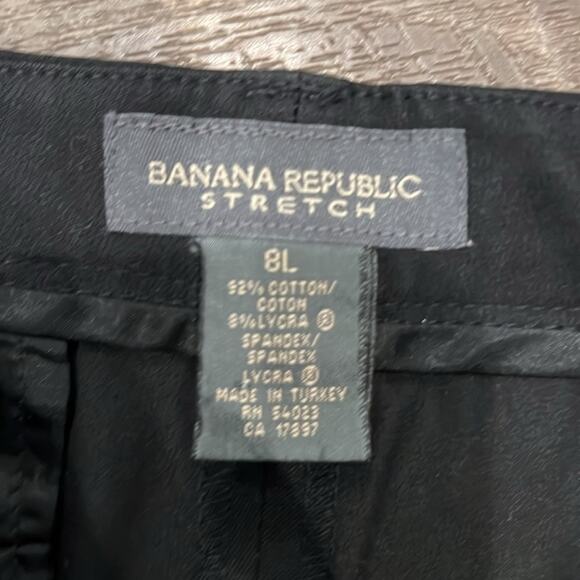 BANANA REPUBLIC
STRETCH
8L
92% COTTON/
COTON
8% LYCRA ®
SPANDEX/
SPANDEX
LYCRA ®
MADE IN TURKEY
RN 54023
CA 17897